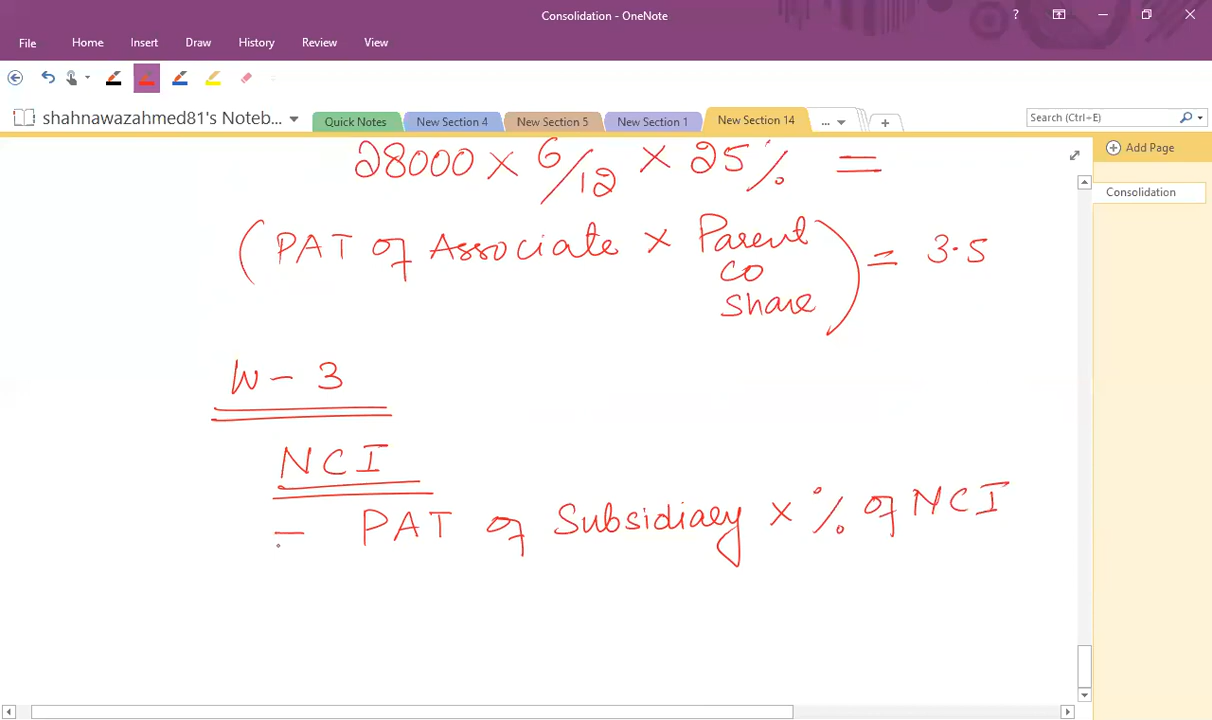 Consolidation - OneNote
?
File Home Insert Draw History Review View
shahnawazahmed81's Noteb... Quick Notes New Section 4 New Section 5 New Section 1 New Section 14 ... + Search (Ctrl+E)
Add Page
Consolidation
28000 × 6/12 × 25% =
(PAT of Associate × Parent
co
share) = 3.5
W - 3
NCI
= PAT of Subsidiary × % of NCI